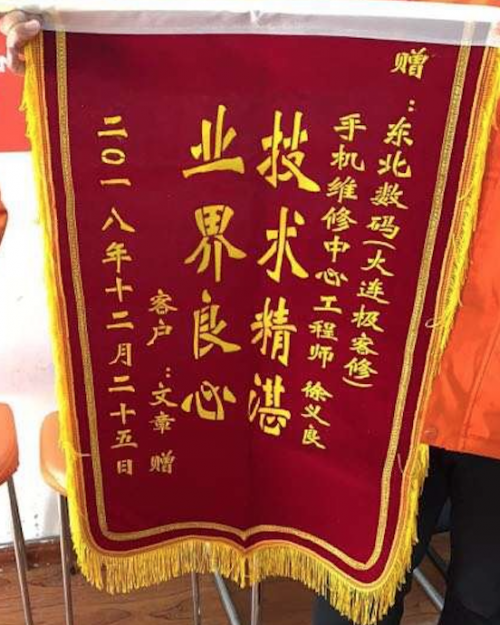 赠：东北数码(大连极客修)
手机维修中心工程师 徐义良
技求精湛
业界良心
客户：文章 赠
二〇一八年十二月二十五日